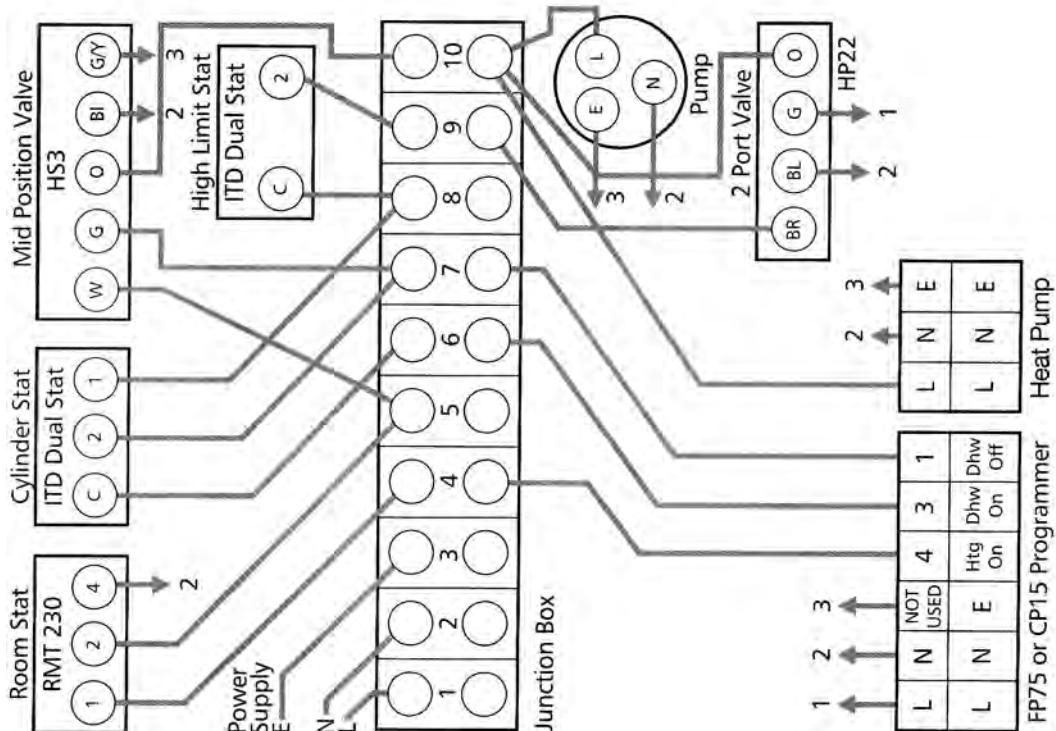 Room Stat
RMT 230
1 2 4
2
Cylinder Stat
ITD Dual Stat
C 2 1
Mid Position Valve
HS3
W G O Bl G/Y
2 3
High Limit Stat
ITD Dual Stat
C 2
Power
Supply
E
N
L
1 2 3 4 5 6 7 8 9 10
Junction Box
L E N
Pump
3 2
2 Port Valve
BR BL G O
HP22
2 1
1 2 3
L N NOT USED 4 3 1
L N E Htg On Dhw On Dhw Off
FP75 or CP15 Programmer
2 3
L N E
L N E
Heat Pump